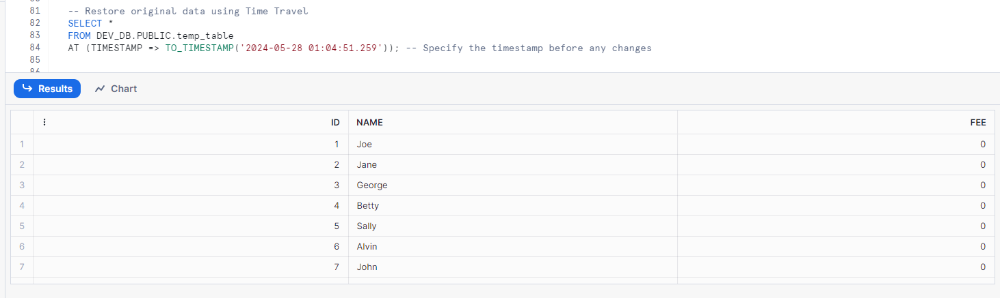 81 -- Restore original data using Time Travel
82 SELECT *
83 FROM DEV_DB.PUBLIC.temp_table
84 AT (TIMESTAMP => TO_TIMESTAMP('2024-05-28 01:04:51.259')); -- Specify the timestamp before any changes
85
86
Results Chart
ID NAME FEE
1 1 Joe 0
2 2 Jane 0
3 3 George 0
4 4 Betty 0
5 5 Sally 0
6 6 Alvin 0
7 7 John 0